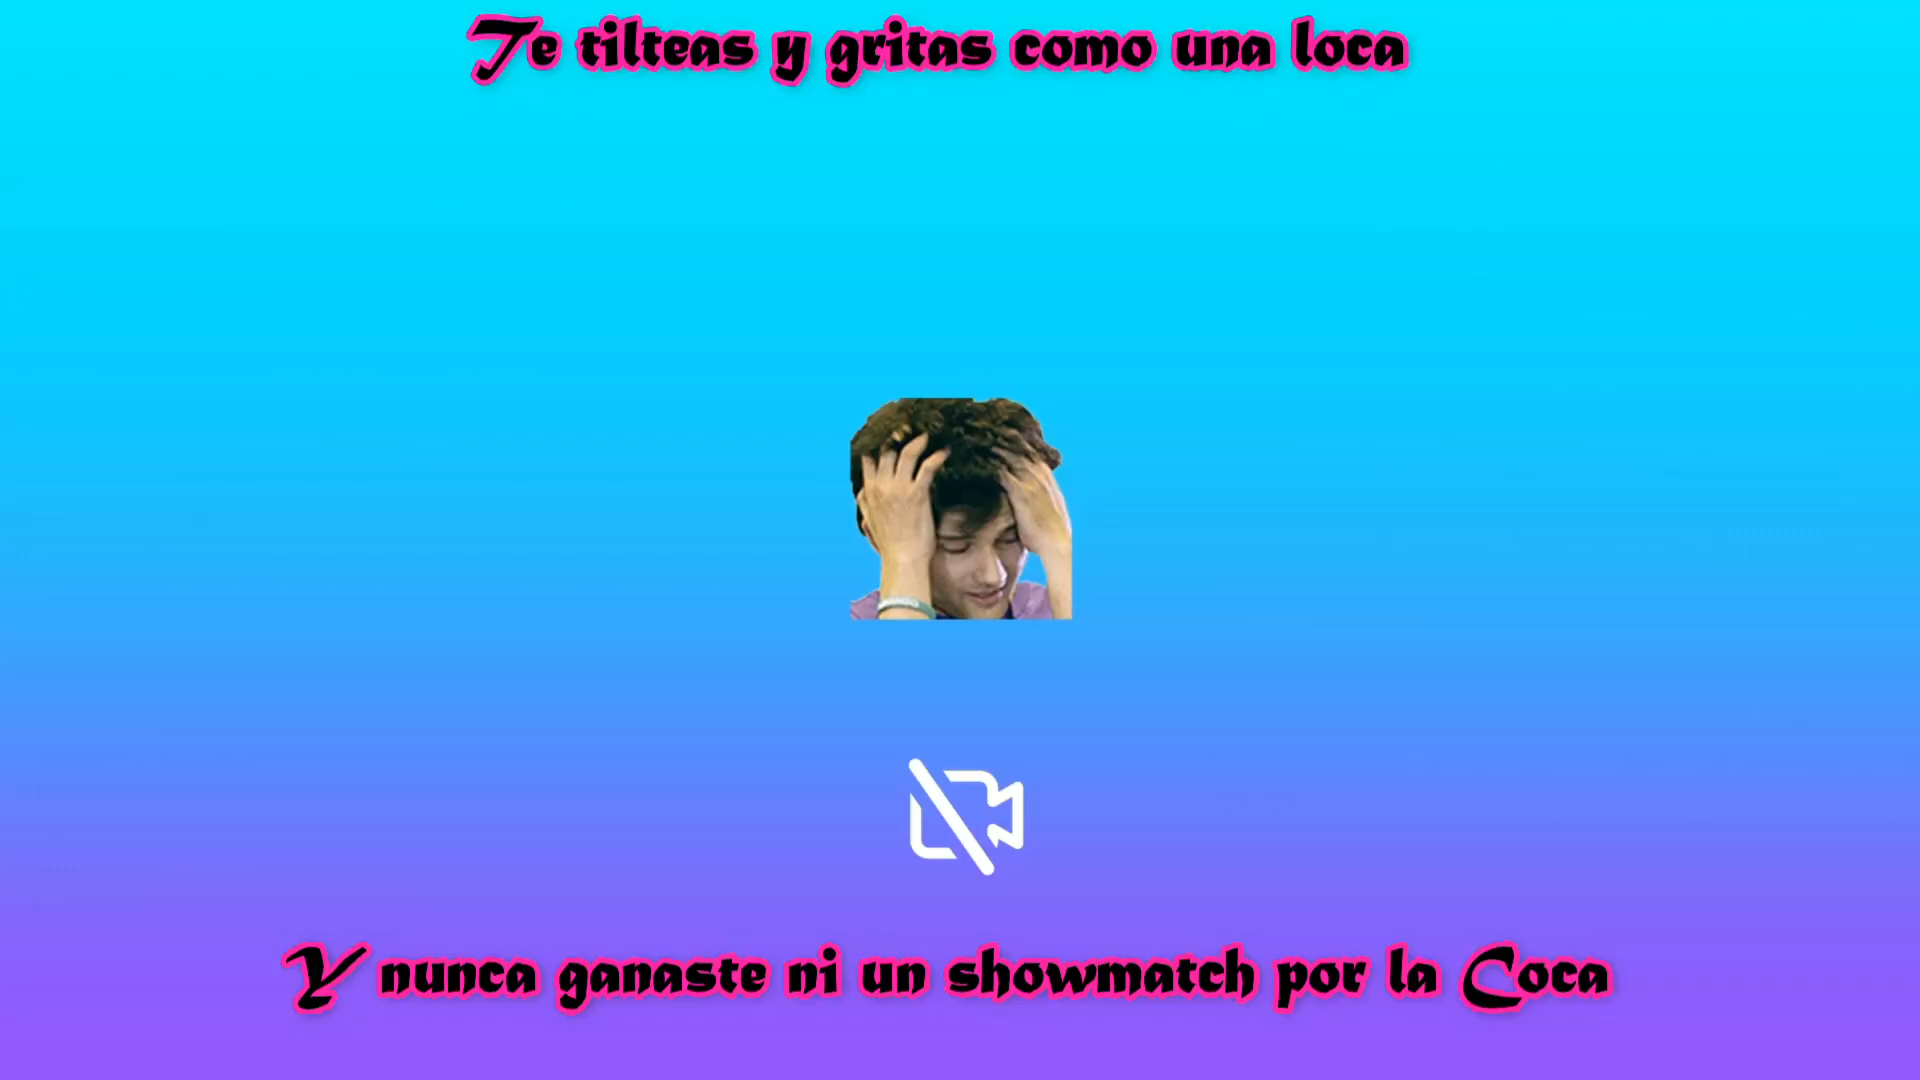 Te tilteas y gritas como una loca
Y nunca ganaste ni un showmatch por la Coca